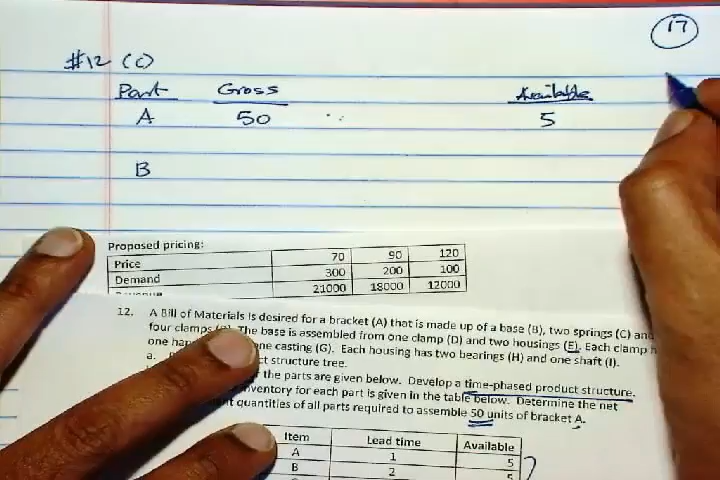 17
#12 (C)
Part Gross Available
A 50 5
B
Proposed pricing:
Price 70 90 120
Demand 300 200 100
21000 18000 12000
12. A Bill of Materials is desired for a bracket (A) that is made up of a base (B), two springs (C) and
four clamps The base is assembled from one clamp (D) and two housings (E). Each clamp h
one ha one casting (G). Each housing has two bearings (H) and one shaft (I).
a. ct structure tree.
the parts are given below. Develop a time-phased product structure.
inventory for each part is given in the table below. Determine the net
quantities of all parts required to assemble 50 units of bracket A.
Item Lead time Available
A 1 5
B 2 5